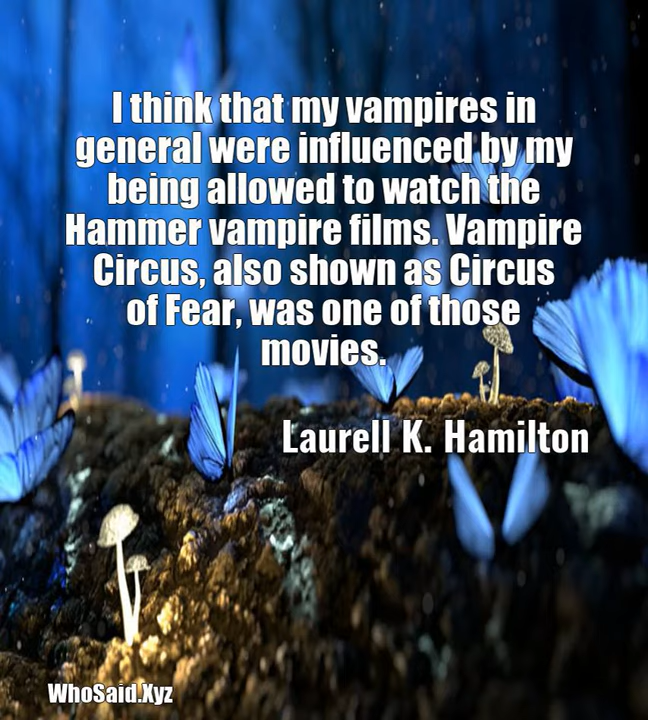 I think that my vampires in
general were influenced by my
being allowed to watch the
Hammer vampire films. Vampire
Circus, also shown as Circus
of Fear, was one of those
movies.
Laurell K. Hamilton
WhoSaid.Xyz